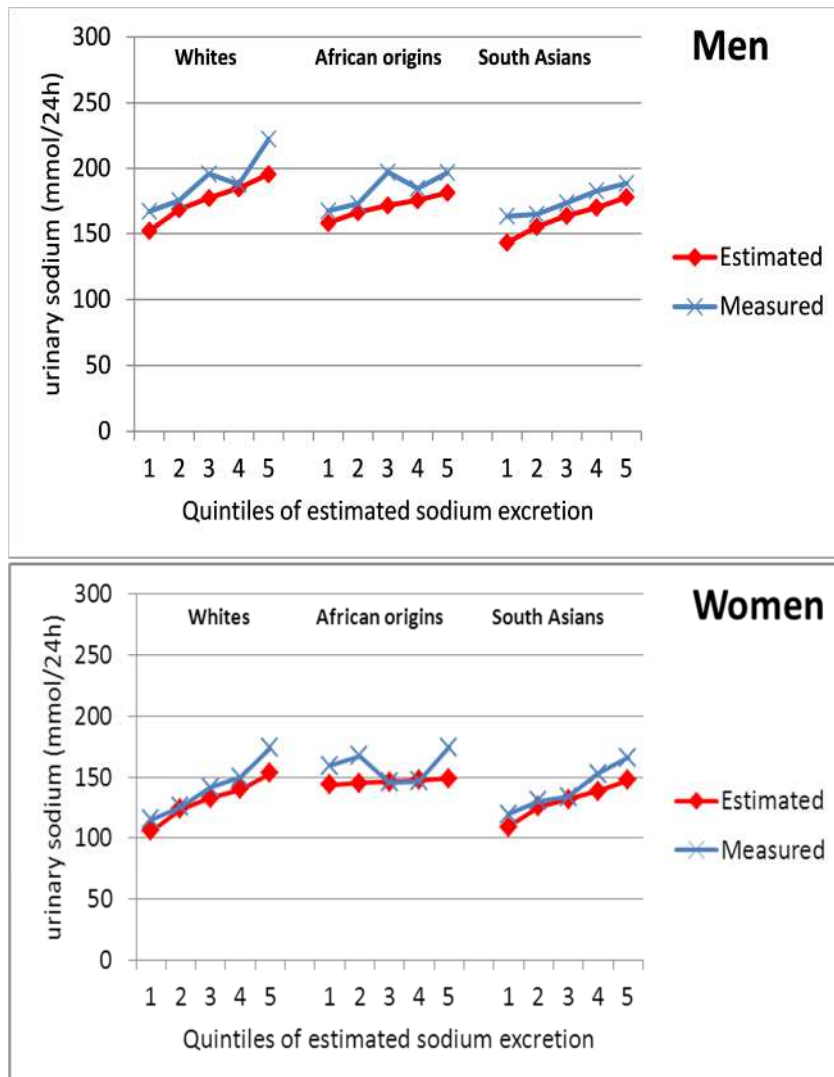 Men
Whites African origins South Asians
urinary sodium (mmol/24h)
300
250
200
150
100
50
0
1 2 3 4 5 1 2 3 4 5 1 2 3 4 5
Quintiles of estimated sodium excretion
Estimated
Measured
Women
Whites African origins South Asians
urinary sodium (mmol/24h)
300
250
200
150
100
50
0
1 2 3 4 5 1 2 3 4 5 1 2 3 4 5
Quintiles of estimated sodium excretion
Estimated
Measured